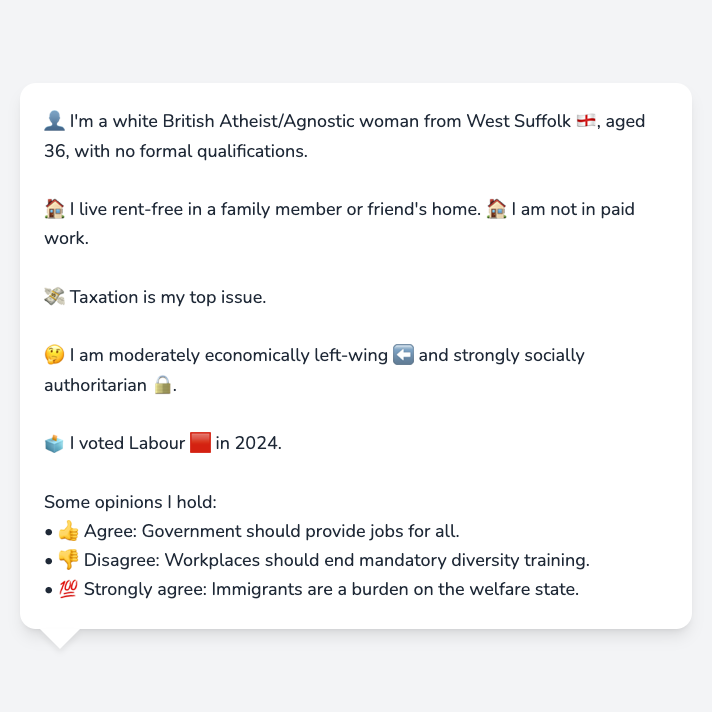 👤 I'm a white British Atheist/Agnostic woman from West Suffolk 🏴󠁧󠁢󠁥󠁮󠁧󠁿, aged
36, with no formal qualifications.
🏠 I live rent-free in a family member or friend's home. 🏠 I am not in paid
work.
💸 Taxation is my top issue.
🤔 I am moderately economically left-wing ⬅️ and strongly socially
authoritarian 🔒.
🗳️ I voted Labour 🟥 in 2024.
Some opinions I hold:
• 👍 Agree: Government should provide jobs for all.
• 👎 Disagree: Workplaces should end mandatory diversity training.
• 💯 Strongly agree: Immigrants are a burden on the welfare state.